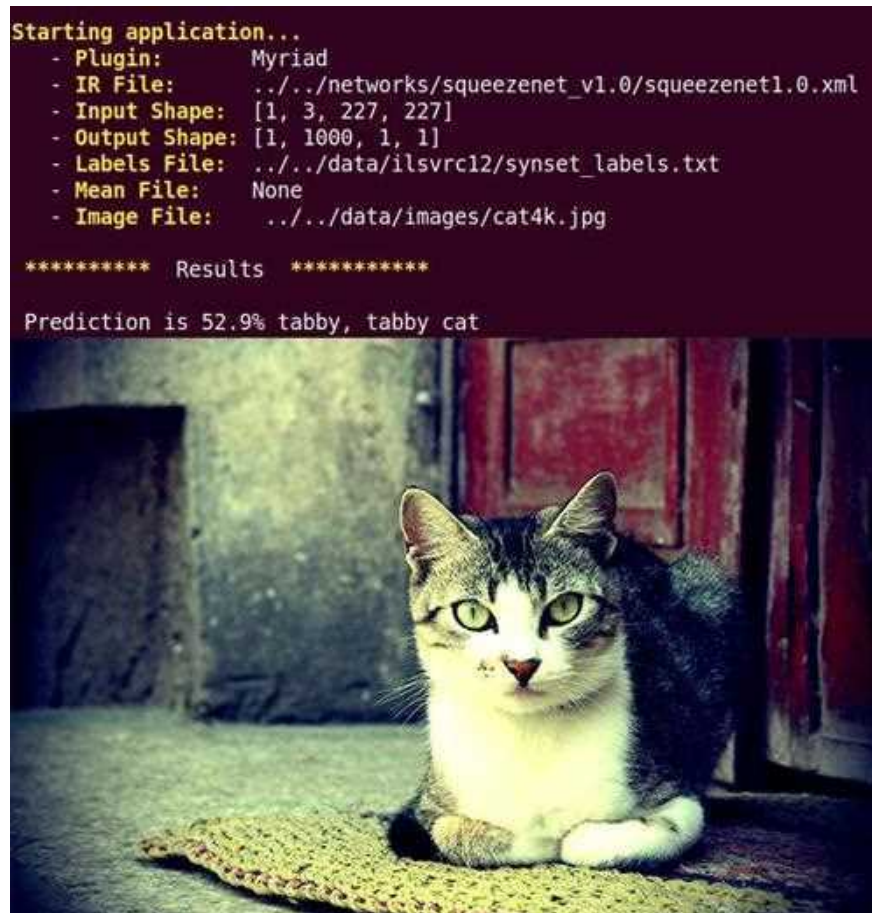 Starting application...
- Plugin: Myriad
- IR File: ../../networks/squeezenet_v1.0/squeezenet1.0.xml
- Input Shape: [1, 3, 227, 227]
- Output Shape: [1, 1000, 1, 1]
- Labels File: ../../data/ilsvrc12/synset_labels.txt
- Mean File: None
- Image File: ../../data/images/cat4k.jpg
********** Results ***********
Prediction is 52.9% tabby, tabby cat